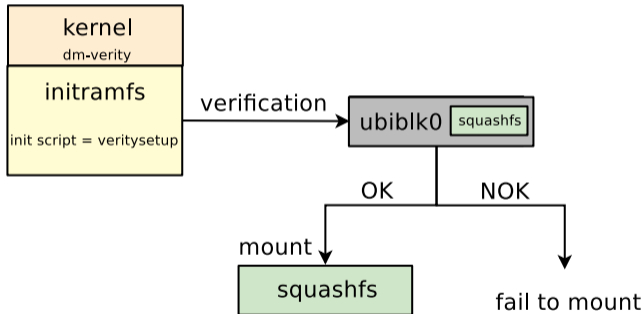 kernel
dm-verity
initramfs
init script = veritysetup
verification
ubiblk0
squashfs
OK
NOK
mount
squashfs
fail to mount